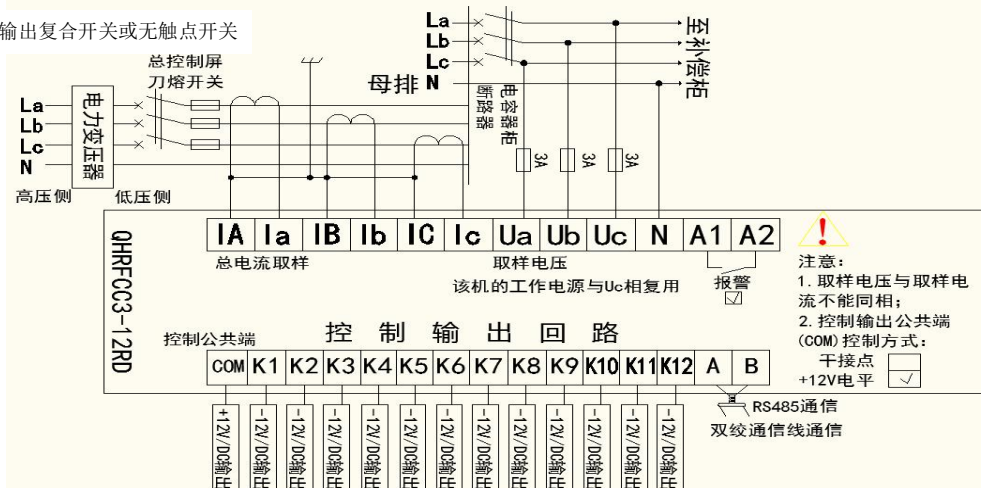 输出复合开关或无触点开关
总控制屏
刀熔开关
La
Lb
Lc
N
电力变压器
高压侧
低压侧
母排
La
Lb
Lc
N
断路器
电容器柜
至补偿柜
3A
3A
3A
QHRFCC3-12RD
IA Ia IB Ib IC Ic Ua Ub Uc N A1 A2
总电流取样
取样电压
该机的工作电源与Uc相复用
报警
☑
!
注意：
1. 取样电压与取样电
流不能同相；
2. 控制输出公共端
(COM)控制方式：
干接点
+12V电平 √
控制公共端
控制输出回路
COM K1 K2 K3 K4 K5 K6 K7 K8 K9 K10 K11 K12 A B
RS485通信
双绞通信线通信
+12V/DC输出
-12V/DC输出
-12V/DC输出
-12V/DC输出
-12V/DC输出
-12V/DC输出
-12V/DC输出
-12V/DC输出
-12V/DC输出
-12V/DC输出
-12V/DC输出
-12V/DC输出
-12V/DC输出